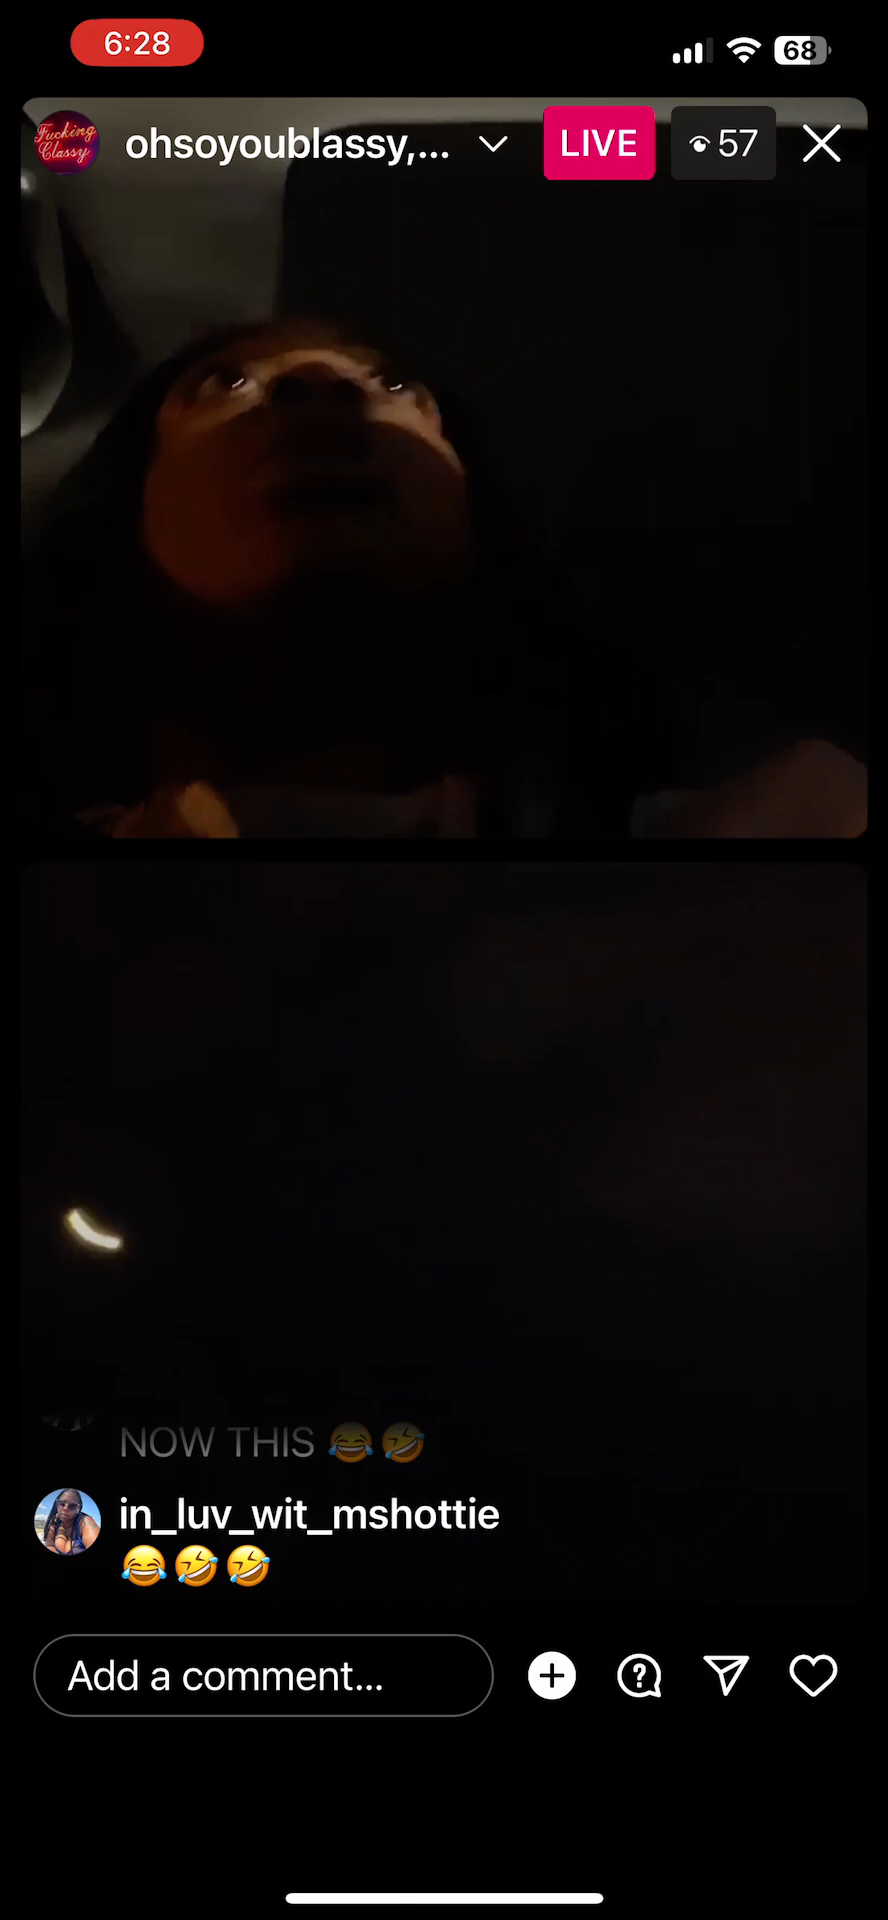 6:28
68
Fucking
Classy
ohsoyoublassy,...
LIVE
57
NOW THIS 😂🤣
in_luv_wit_mshottie
😂🤣🤣
Add a comment...